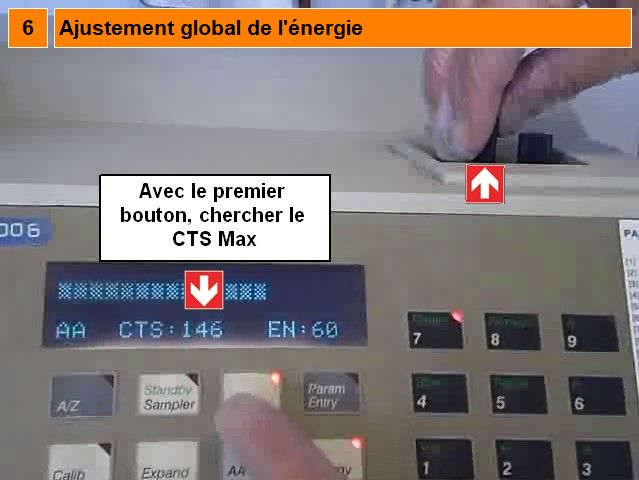 6 Ajustement global de l'énergie
Avec le premier
bouton, chercher le
CTS Max
006
PA
AA CTS:146 EN:60
7 8 9
A/Z
Standby
Sampler
Param
Entry
4 5 6
Calib
Expand
AA
1 2 3